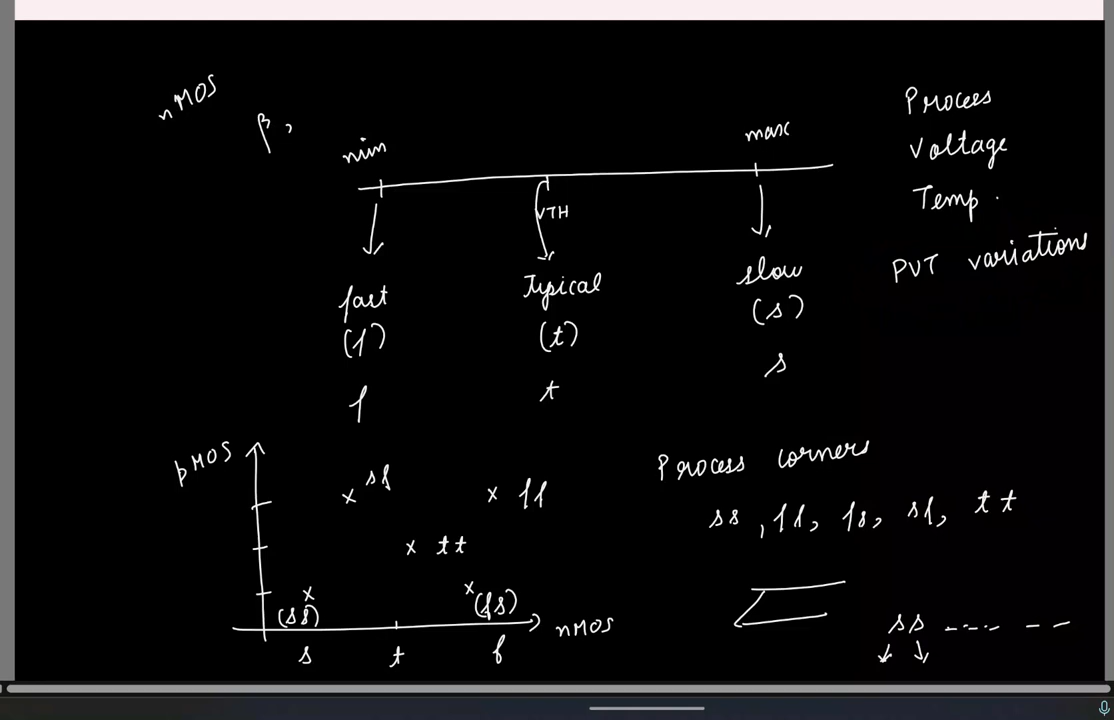 nMOS
β,
min
max
VTH
fast
(f)
f
Typical
(t)
t
slow
(s)
s
Process
Voltage
Temp.
PVT variations
pMOS
x sf
x ff
x tt
x
(ss)
x
(fs)
nMOS
s t f
Process corners
ss, ff, fs, sf, tt
ss